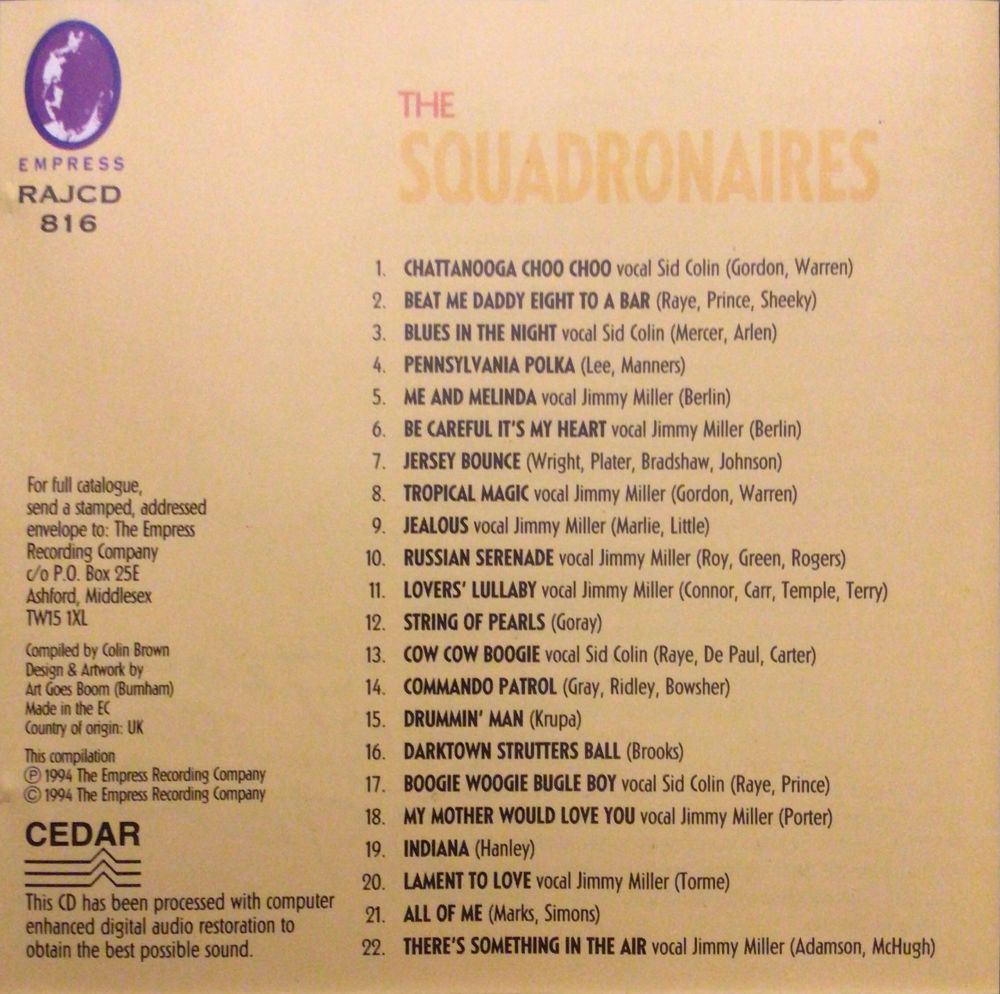 EMPRESS
RAJCD
816
THE
SQUADRONAIRES
1. CHATTANOOGA CHOO CHOO vocal Sid Colin (Gordon, Warren)
2. BEAT ME DADDY EIGHT TO A BAR (Raye, Prince, Sheeky)
3. BLUES IN THE NIGHT vocal Sid Colin (Mercer, Arlen)
4. PENNSYLVANIA POLKA (Lee, Manners)
5. ME AND MELINDA vocal Jimmy Miller (Berlin)
6. BE CAREFUL IT'S MY HEART vocal Jimmy Miller (Berlin)
7. JERSEY BOUNCE (Wright, Plater, Bradshaw, Johnson)
8. TROPICAL MAGIC vocal Jimmy Miller (Gordon, Warren)
9. JEALOUS vocal Jimmy Miller (Marlie, Little)
10. RUSSIAN SERENADE vocal Jimmy Miller (Roy, Green, Rogers)
11. LOVERS' LULLABY vocal Jimmy Miller (Connor, Carr, Temple, Terry)
12. STRING OF PEARLS (Goray)
13. COW COW BOOGIE vocal Sid Colin (Raye, De Paul, Carter)
14. COMMANDO PATROL (Gray, Ridley, Bowsher)
15. DRUMMIN' MAN (Krupa)
16. DARKTOWN STRUTTERS BALL (Brooks)
17. BOOGIE WOOGIE BUGLE BOY vocal Sid Colin (Raye, Prince)
18. MY MOTHER WOULD LOVE YOU vocal Jimmy Miller (Porter)
19. INDIANA (Hanley)
20. LAMENT TO LOVE vocal Jimmy Miller (Torme)
21. ALL OF ME (Marks, Simons)
22. THERE'S SOMETHING IN THE AIR vocal Jimmy Miller (Adamson, McHugh)
For full catalogue,
send a stamped, addressed
envelope to: The Empress
Recording Company
c/o P.O. Box 25E
Ashford, Middlesex
TW15 1XL
Compiled by Colin Brown
Design & Artwork by
Art Goes Boom (Burnham)
Made in the EC
Country of origin: UK
This compilation
℗ 1994 The Empress Recording Company
© 1994 The Empress Recording Company
CEDAR
This CD has been processed with computer
enhanced digital audio restoration to
obtain the best possible sound.